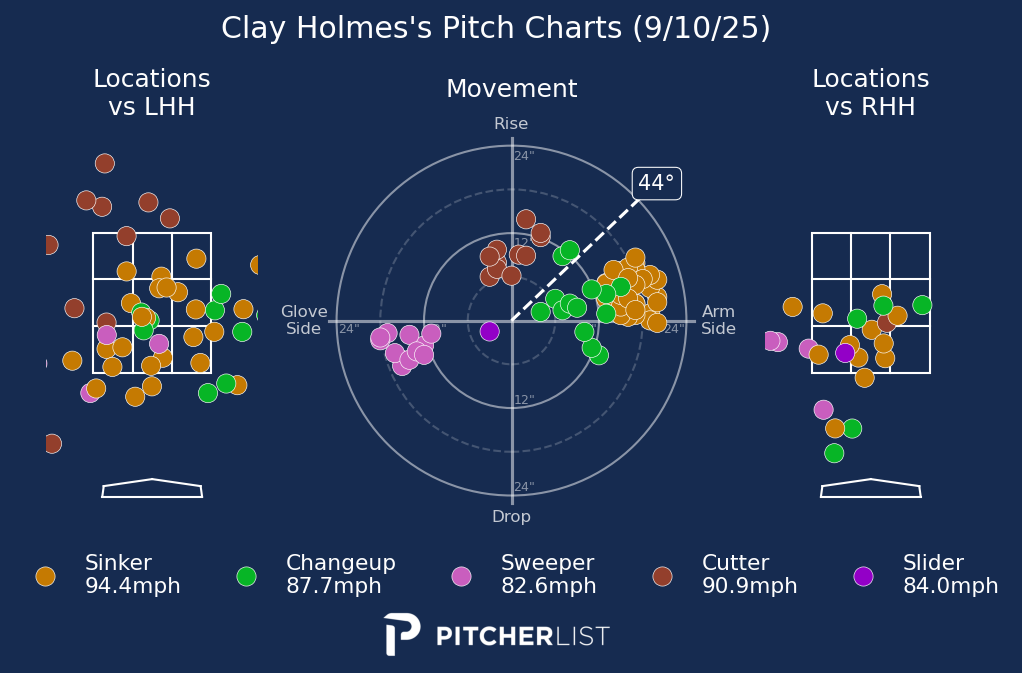 Clay Holmes's Pitch Charts (9/10/25)
Locations
vs LHH
Movement
Locations
vs RHH
Rise
24"
44°
12"
Glove
Side
24"
24"
Arm
Side
12"
24"
Drop
Sinker
94.4mph
Changeup
87.7mph
Sweeper
82.6mph
Cutter
90.9mph
Slider
84.0mph
PITCHERLIST